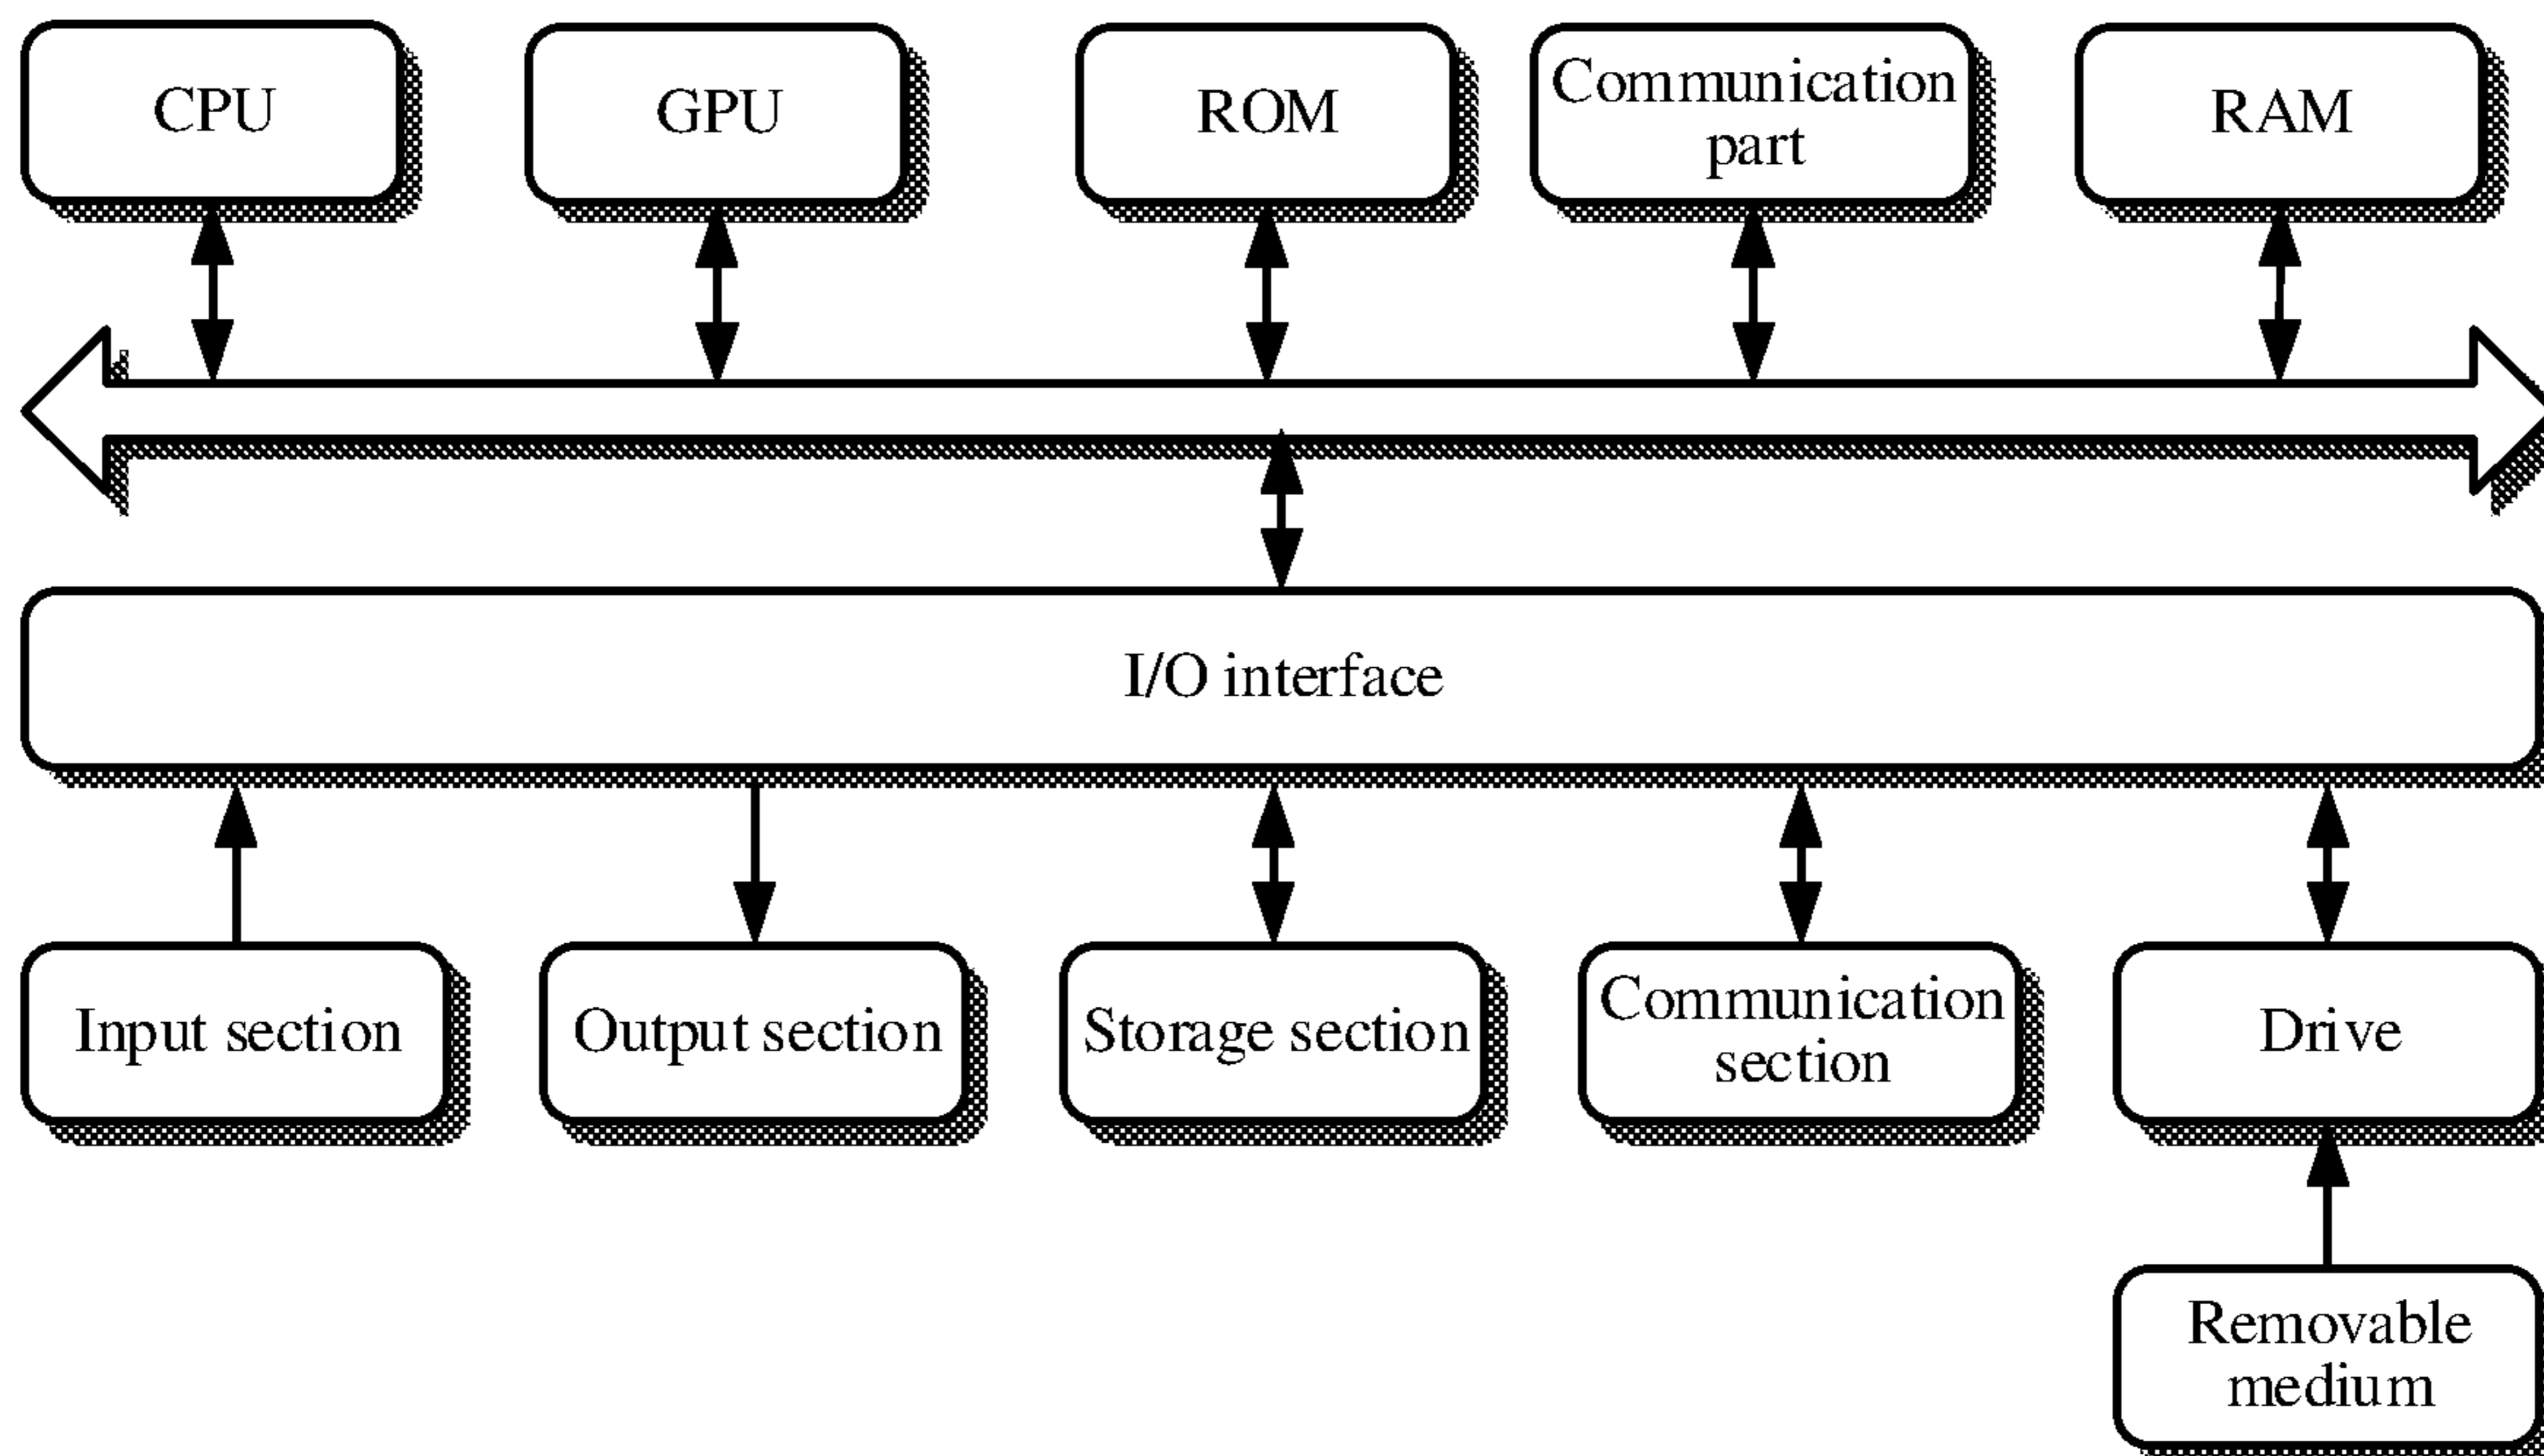 CPU
GPU
ROM
Communication
part
RAM
I/O interface
Input section
Output section
Storage section
Communication
section
Drive
Removable
medium